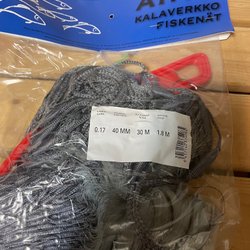 KALAVERKKO
FISKENÄT
0.17 40 MM 30 M 1.8 M